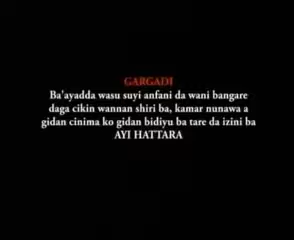 GARGADI
Ba'ayadda wasu suyi anfani da wani bangare
daga cikin wannan shiri ba, kamar nunawa a
gidan cinima ko gidan bidiyu ba tare da izini ba
AYI HATTARA